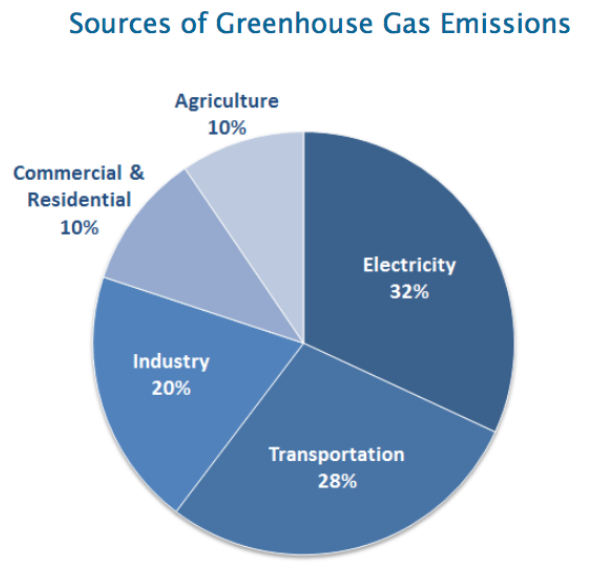 Sources of Greenhouse Gas Emissions
Agriculture
10%
Commercial &
Residential
10%
Electricity
32%
Industry
20%
Transportation
28%